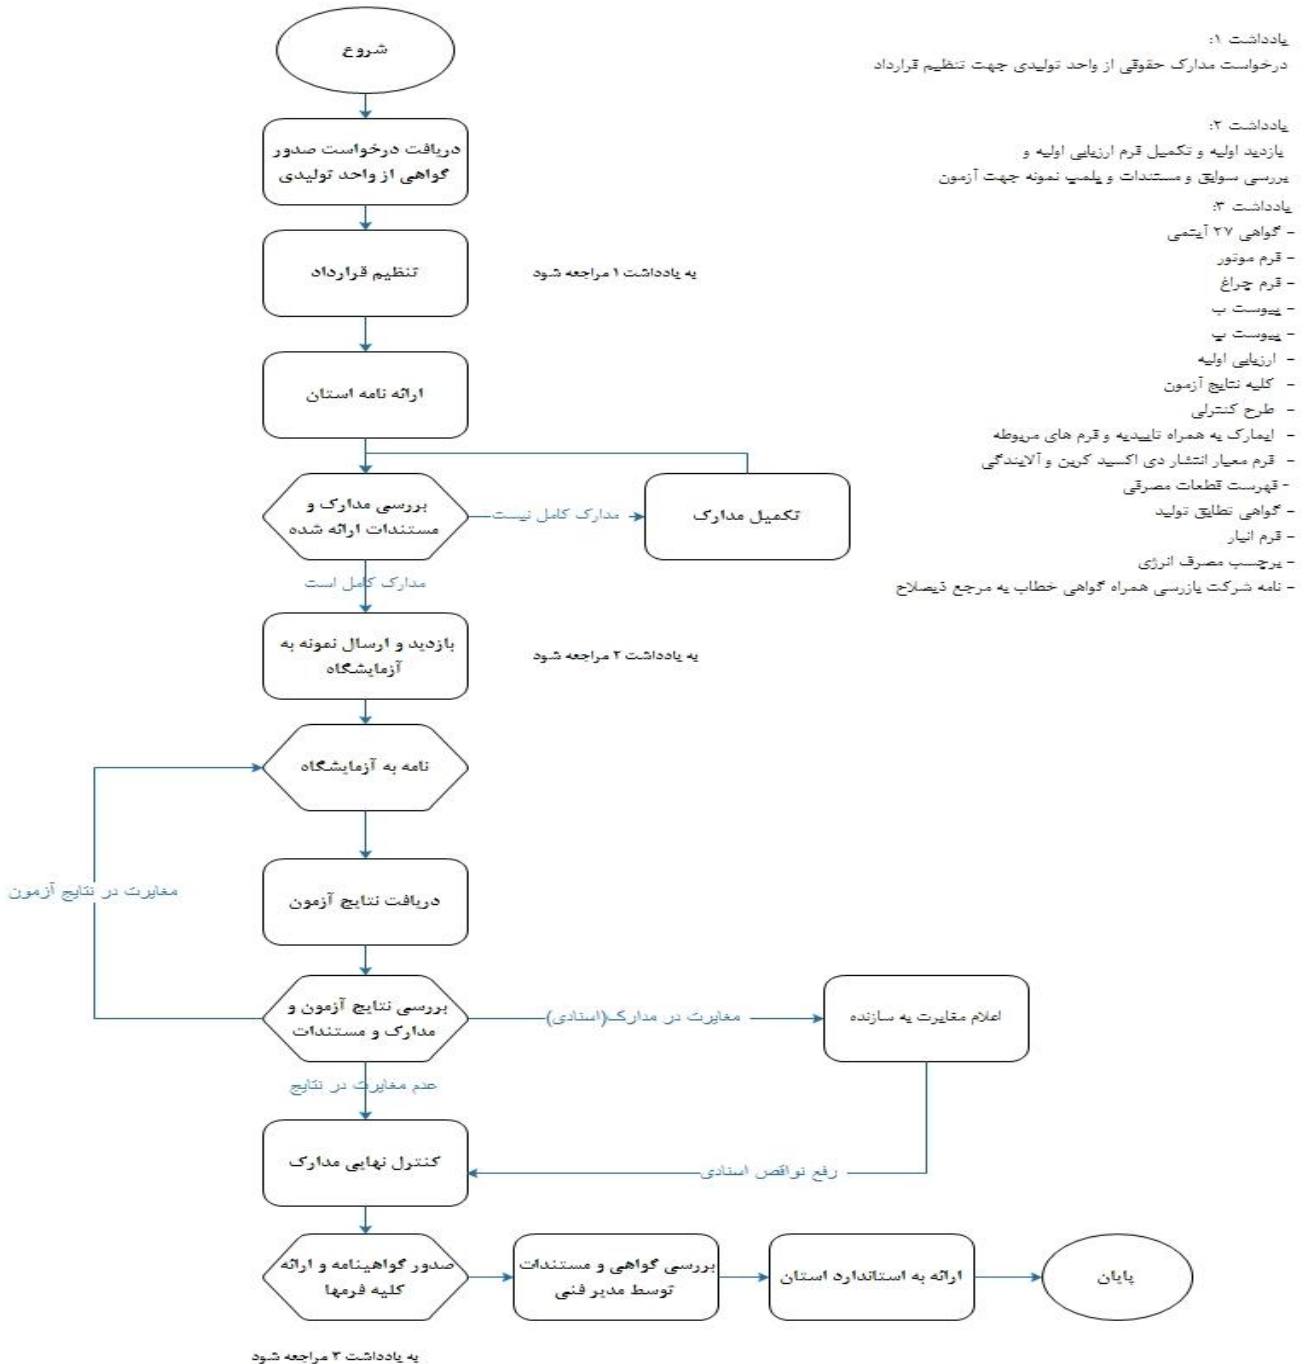 شروع
دریافت درخواست صدور
گواهی از واحد تولیدی
تنظیم قرارداد
به یادداشت ۱ مراجعه شود
ارائه نامه استان
بررسی مدارک و
مستندات ارائه شده
مدارک کامل نیست
تکمیل مدارک
مدارک کامل است
بازدید و ارسال نمونه به
آزمایشگاه
به یادداشت ۲ مراجعه شود
نامه به آزمایشگاه
مغایرت در نتایج آزمون
دریافت نتایج آزمون
بررسی نتایج آزمون و
مدارک و مستندات
مغایرت در مدارک(اسنادی)
اعلام مغایرت به سازنده
عدم مغایرت در نتایج
کنترل نهایی مدارک
رفع نواقص اسنادی
صدور گواهینامه و ارائه
کلیه فرمها
بررسی گواهی و مستندات
توسط مدیر فنی
ارائه به استاندارد استان
پایان
به یادداشت ۳ مراجعه شود
یادداشت ۱:
درخواست مدارک حقوقی از واحد تولیدی جهت تنظیم قرارداد
یادداشت ۲:
بازدید اولیه و تکمیل فرم ارزیابی اولیه و
بررسی سوابق و مستندات و پلمپ نمونه جهت آزمون
یادداشت ۳:
- گواهی ۲۷ آیتمی
- فرم موتور
- فرم چراغ
- پیوست ب
- پیوست پ
- ارزیابی اولیه
- کلیه نتایج آزمون
- طرح کنترلی
- ایمارک به همراه تاییدیه و فرم های مربوطه
- فرم معیار انتشار دی اکسید کربن و آلایندگی
- فهرست قطعات مصرفی
- گواهی تطابق تولید
- فرم انبار
- برچسب مصرف انرژی
- نامه شرکت بازرسی همراه گواهی خطاب به مرجع ذیصلاح